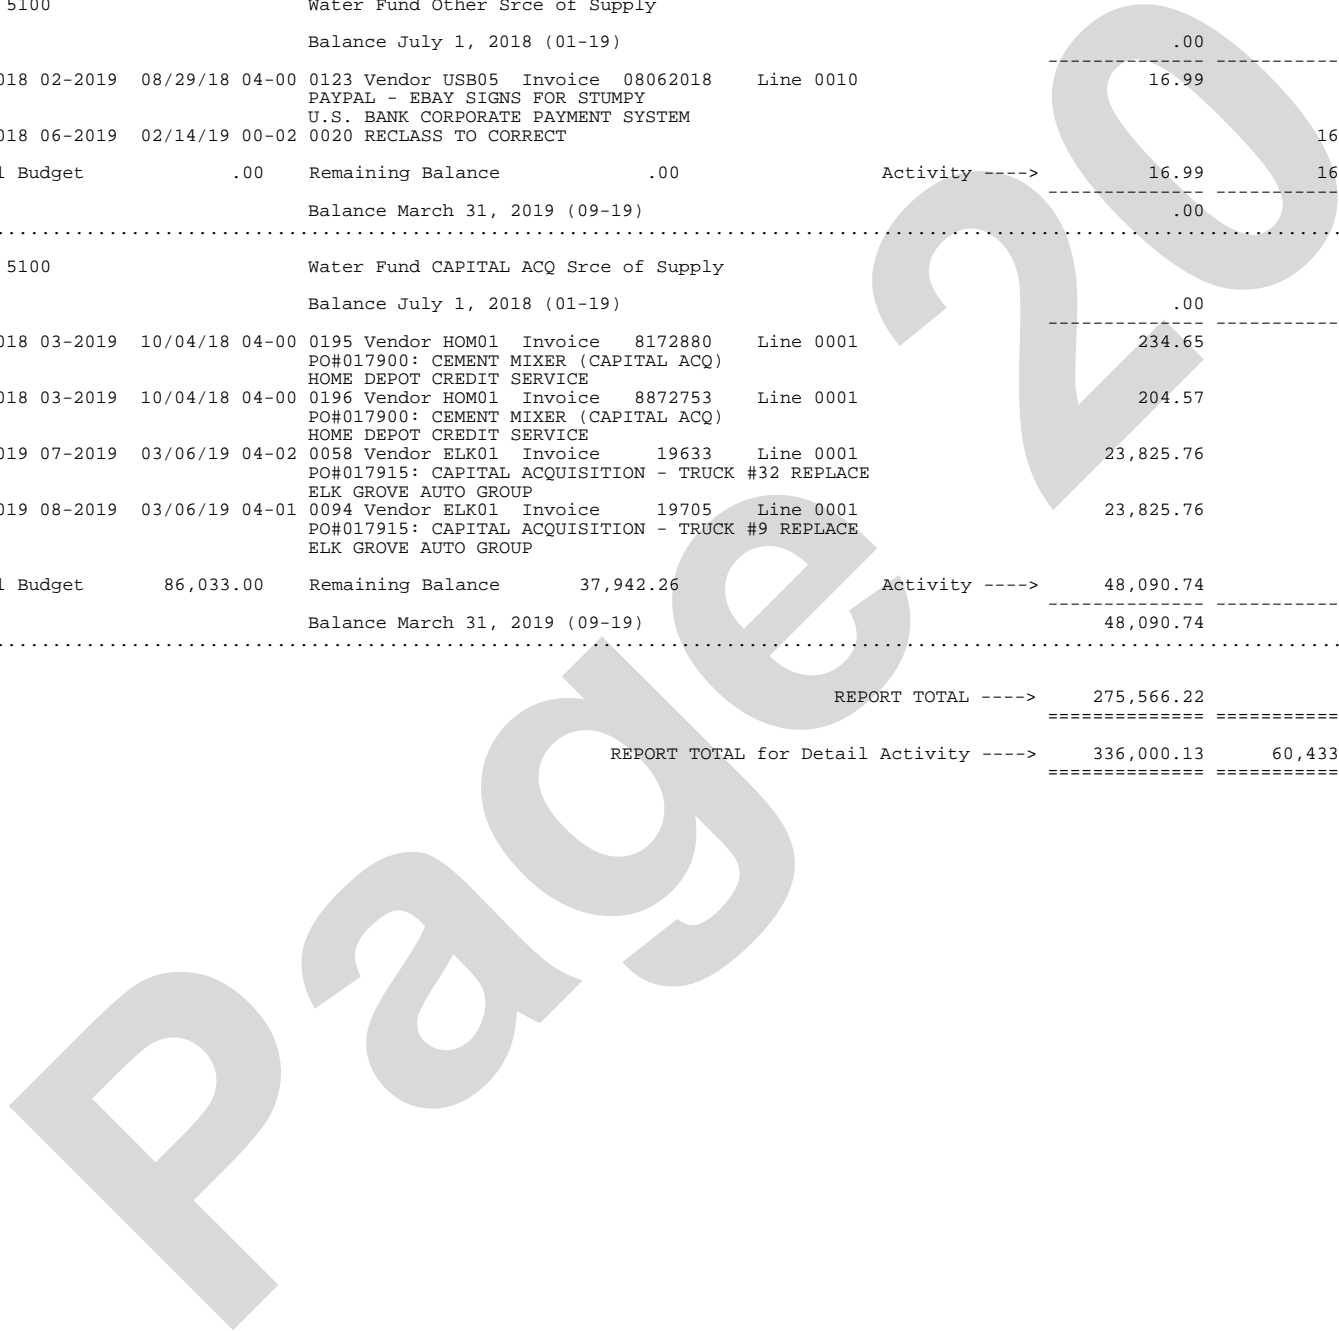 5100 Water Fund Other Srce of Supply
Balance July 1, 2018 (01-19) .00
018 02-2019 08/29/18 04-00 0123 Vendor USB05 Invoice 08062018 Line 0010 16.99
PAYPAL - EBAY SIGNS FOR STUMPY
U.S. BANK CORPORATE PAYMENT SYSTEM
018 06-2019 02/14/19 00-02 0020 RECLASS TO CORRECT 16
l Budget .00 Remaining Balance .00 Activity ----> 16.99 16
Balance March 31, 2019 (09-19) .00
5100 Water Fund CAPITAL ACQ Srce of Supply
Balance July 1, 2018 (01-19) .00
018 03-2019 10/04/18 04-00 0195 Vendor HOM01 Invoice 8172880 Line 0001 234.65
PO#017900: CEMENT MIXER (CAPITAL ACQ)
HOME DEPOT CREDIT SERVICE
018 03-2019 10/04/18 04-00 0196 Vendor HOM01 Invoice 8872753 Line 0001 204.57
PO#017900: CEMENT MIXER (CAPITAL ACQ)
HOME DEPOT CREDIT SERVICE
019 07-2019 03/06/19 04-02 0058 Vendor ELK01 Invoice 19633 Line 0001 23,825.76
PO#017915: CAPITAL ACQUISITION - TRUCK #32 REPLACE
ELK GROVE AUTO GROUP
019 08-2019 03/06/19 04-01 0094 Vendor ELK01 Invoice 19705 Line 0001 23,825.76
PO#017915: CAPITAL ACQUISITION - TRUCK #9 REPLACE
ELK GROVE AUTO GROUP
l Budget 86,033.00 Remaining Balance 37,942.26 Activity ----> 48,090.74
Balance March 31, 2019 (09-19) 48,090.74
REPORT TOTAL ----> 275,566.22
REPORT TOTAL for Detail Activity ----> 336,000.13 60,433
Page 20